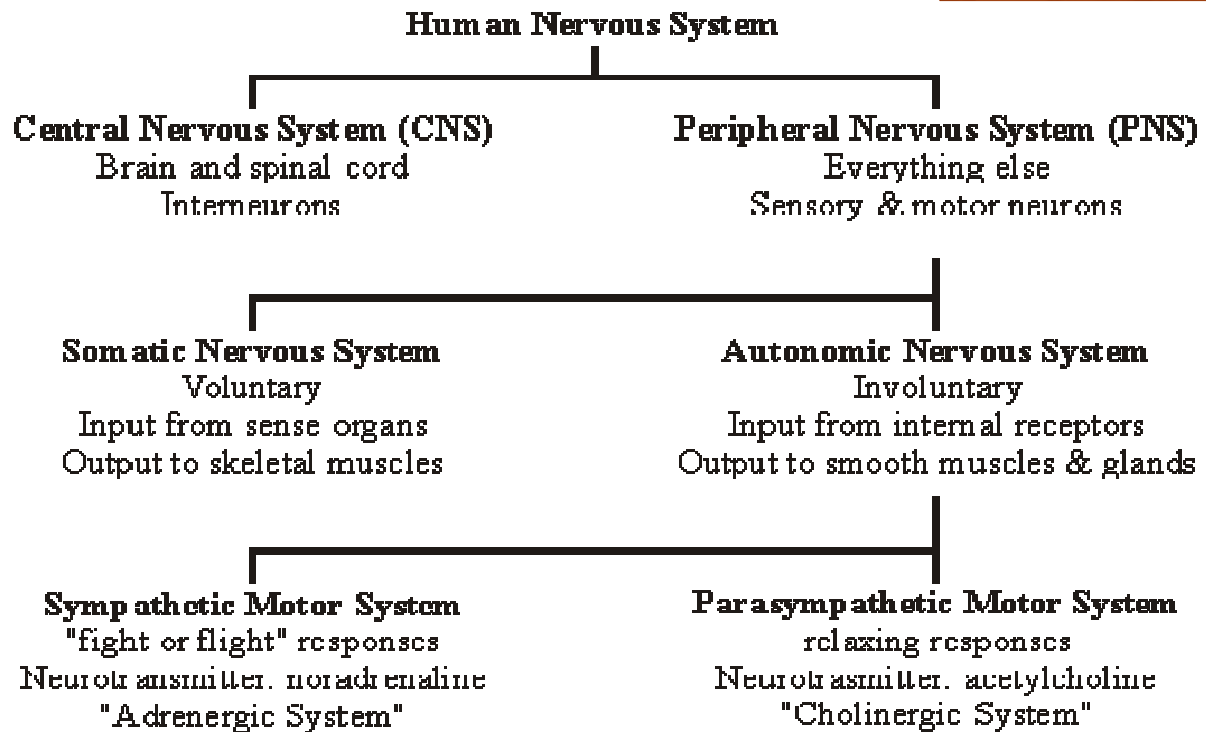 Human Nervous System
Central Nervous System (CNS)
Brain and spinal cord
Interneurons
Peripheral Nervous System (PNS)
Everything else
Sensory & motor neurons
Somatic Nervous System
Voluntary
Input from sense organs
Output to skeletal muscles
Autonomic Nervous System
Involuntary
Input from internal receptors
Output to smooth muscles & glands
Sympathetic Motor System
"fight or flight" responses
Neurotransmitter. noradrenaline
"Adrenergic System"
Parasympathetic Motor System
relaxing responses
Neurotrasmitter. acetylcholine
"Cholinergic System"